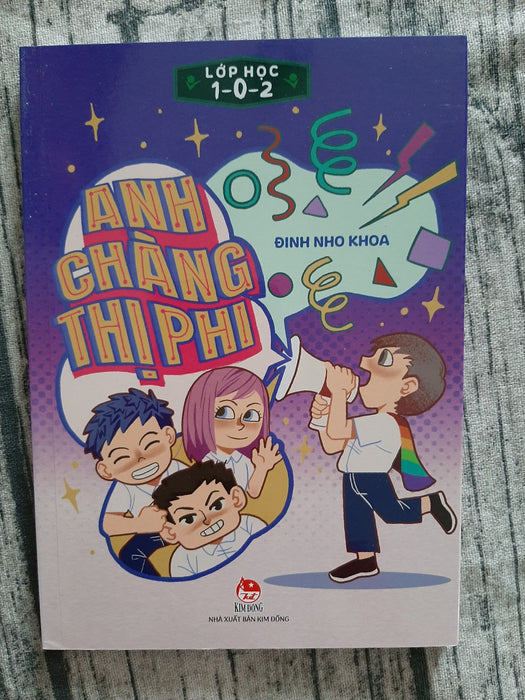 LỚP HỌC
1-0-2
ANH
CHÀNG
THỊ PHI
ĐINH NHO KHOA
KIM ĐỒNG
NHÀ XUẤT BẢN KIM ĐỒNG